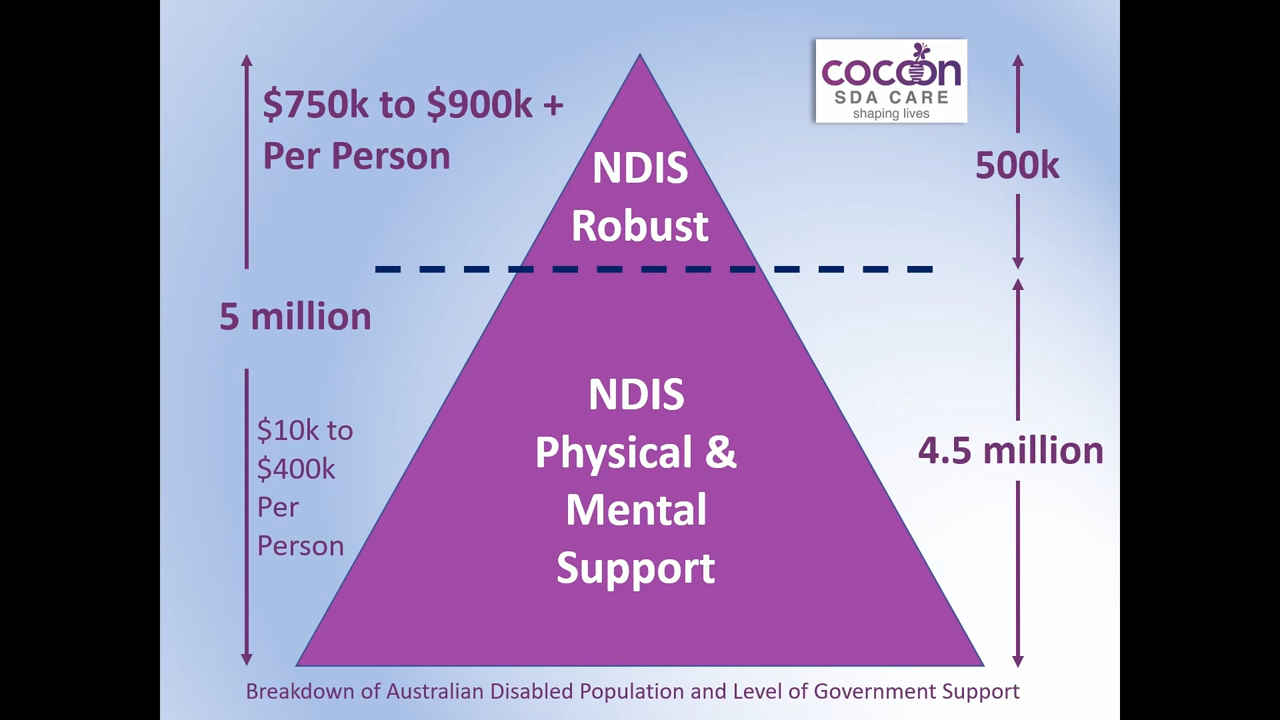 $750k to $900k +
Per Person
cocoon
SDA CARE
shaping lives
NDIS
Robust
500k
5 million
NDIS
Physical &
Mental
Support
$10k to
$400k
Per
Person
4.5 million
Breakdown of Australian Disabled Population and Level of Government Support